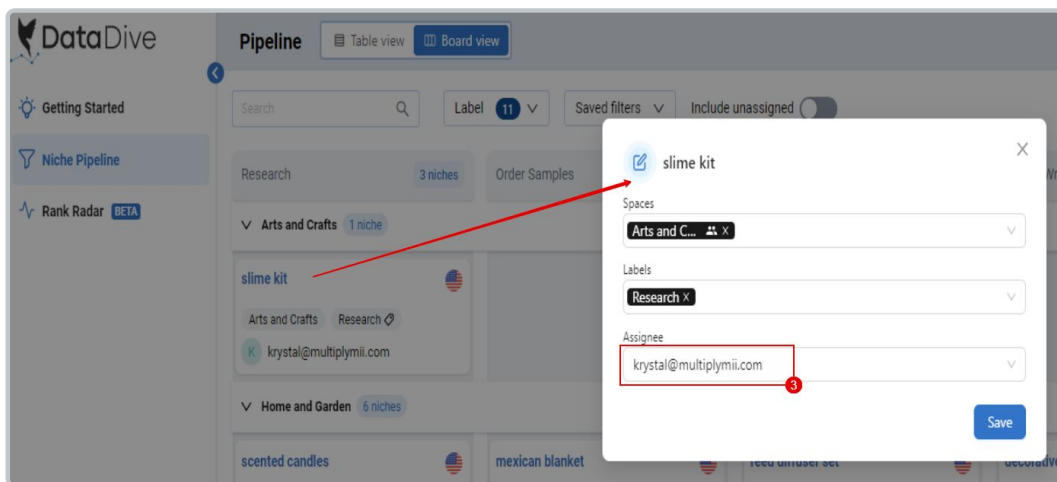 DataDive
Pipeline
Table view
Board view
Getting Started
Niche Pipeline
Rank Radar BETA
Search
Label 11
Saved filters
Include unassigned
Research
3 niches
Order Samples
Arts and Crafts 1 niche
slime kit
Arts and Crafts Research
K krystal@multiplymii.com
Home and Garden 6 niches
scented candles
mexican blanket
reed diffuser set
slime kit
X
Spaces
Arts and C... X
Labels
Research X
Assignee
krystal@multiplymii.com
3
Save